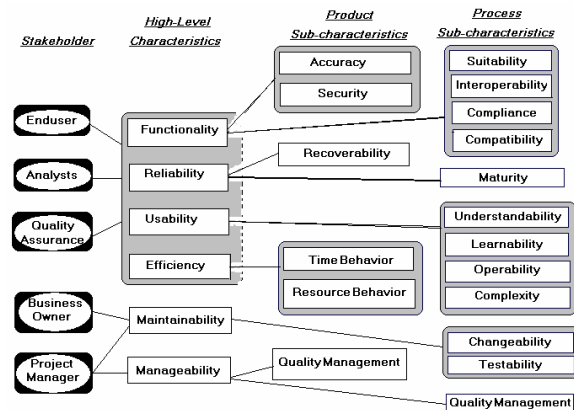 Stakeholder
High-Level
Characteristics
Product
Sub-characteristics
Process
Sub-characteristics
Enduser
Analysts
Quality
Assurance
Business
Owner
Project
Manager
Functionality
Reliability
Usability
Efficiency
Maintainability
Manageability
Accuracy
Security
Recoverability
Time Behavior
Resource Behavior
Quality Management
Suitability
Interoperability
Compliance
Compatibility
Maturity
Understandability
Learnability
Operability
Complexity
Changeability
Testability
Quality Management